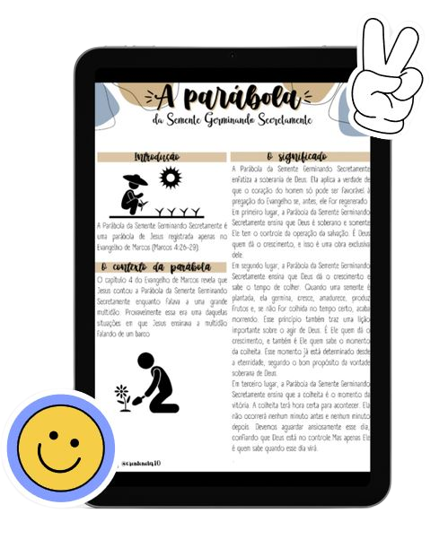 A parábola
da Semente Germinando Secretamente
Introdução
A Parábola da Semente Germinando Secretamente é
uma parábola de Jesus registrada apenas no
Evangelho de Marcos (Marcos 4:26-29).
o contexto da parábola
O capítulo 4 do Evangelho de Marcos revela que
Jesus contou a Parábola da Semente Germinando
Secretamente enquanto falava a uma grande
multidão. Provavelmente essa era uma daquelas
situações em que Jesus ensinava a multidão
falando de um barco.
o significado
A Parábola da Semente Germinando Secretamente
enfatiza a soberania de Deus. Ela aplica a verdade de
que o coração do homem só pode ser favorável à
pregação do Evangelho se, antes, ele for regenerado.
Em primeiro lugar, a Parábola da Semente Germinando
Secretamente ensina que Deus é soberano e somente
Ele tem o controle da operação da salvação. É Deus
quem dá o crescimento, e isso é uma obra exclusiva
dele.
Em segundo lugar, a Parábola da Semente Germinando
Secretamente ensina que Deus dá o crescimento e
sabe o tempo de colher. Quando uma semente é
plantada, ela germina, cresce, amadurece, produz
frutos e, se não for colhida no tempo certo, acaba
morrendo. Esse princípio também traz uma lição
importante sobre o agir de Deus. É Ele quem dá o
crescimento, e também é Ele quem sabe o momento
da colheita. Esse momento já está determinado desde
a eternidade, segundo o bom propósito da vontade
soberana de Deus.
Em terceiro lugar, a Parábola da Semente Germinando
Secretamente ensina que a colheita é o momento da
vitória. A colheita terá hora certa para acontecer. Ela
não ocorrerá nenhum minuto antes e nenhum minuto
depois. Devemos aguardar ansiosamente esse dia,
confiando que Deus está no controle. Mas apenas Ele
é quem sabe quando esse dia virá.